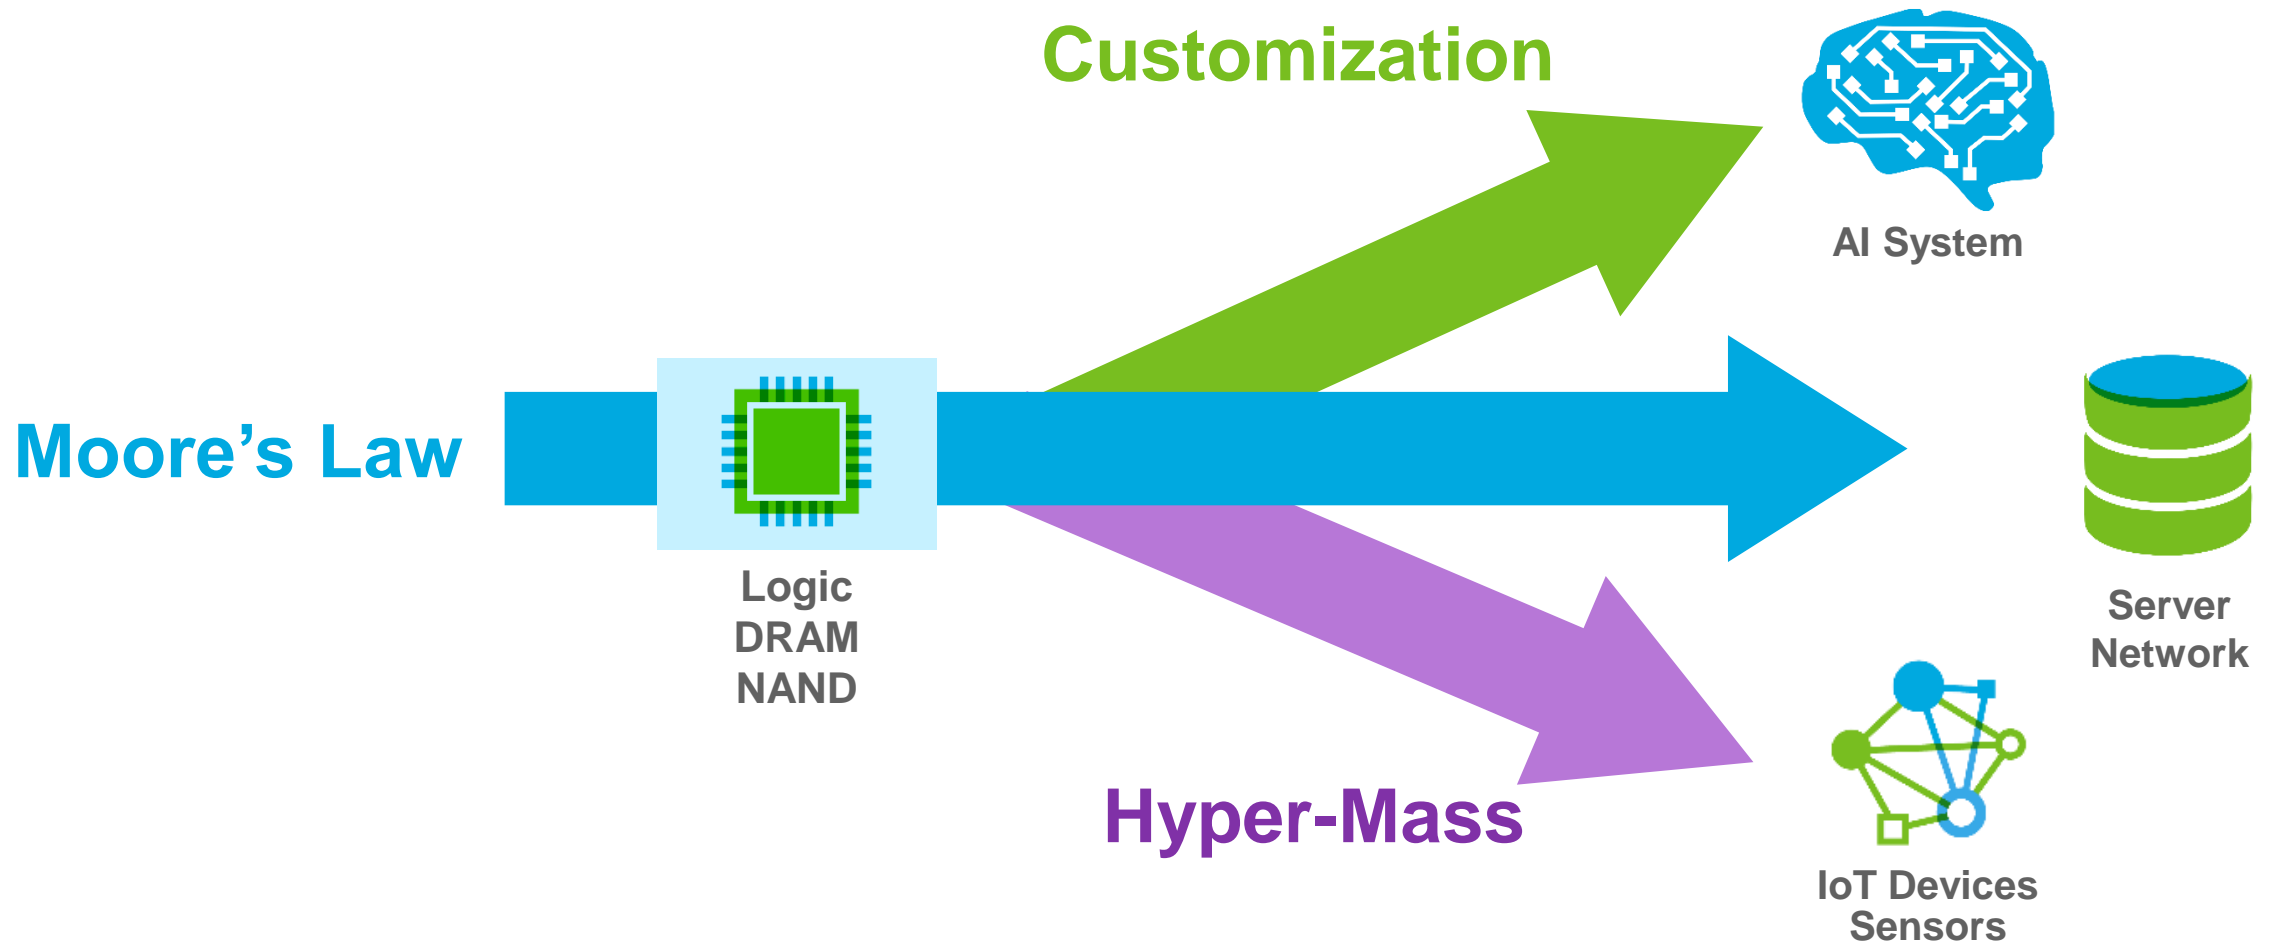 Customization
AI System
Moore’s Law
Logic
DRAM
NAND
Server
Network
Hyper-Mass
IoT Devices
Sensors